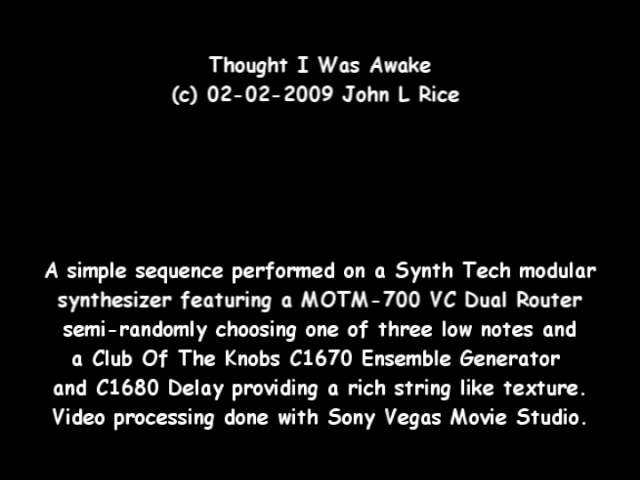 Thought I Was Awake
(c) 02-02-2009 John L Rice
A simple sequence performed on a Synth Tech modular
synthesizer featuring a MOTM-700 VC Dual Router
semi-randomly choosing one of three low notes and
a Club Of The Knobs C1670 Ensemble Generator
and C1680 Delay providing a rich string like texture.
Video processing done with Sony Vegas Movie Studio.